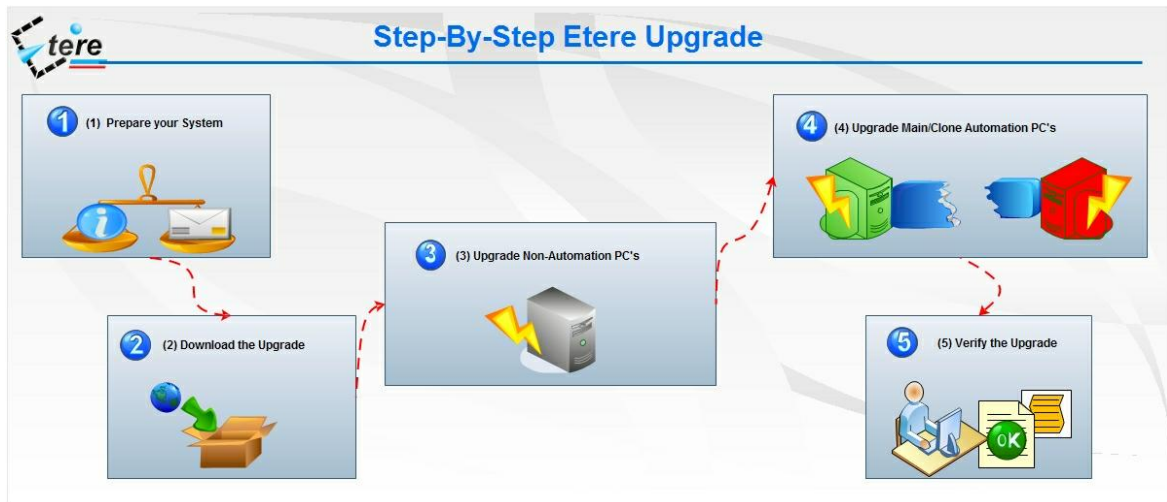 etere
Step-By-Step Etere Upgrade
1 (1) Prepare your System
2 (2) Download the Upgrade
3 (3) Upgrade Non-Automation PC's
4 (4) Upgrade Main/Clone Automation PC's
5 (5) Verify the Upgrade
i
OK